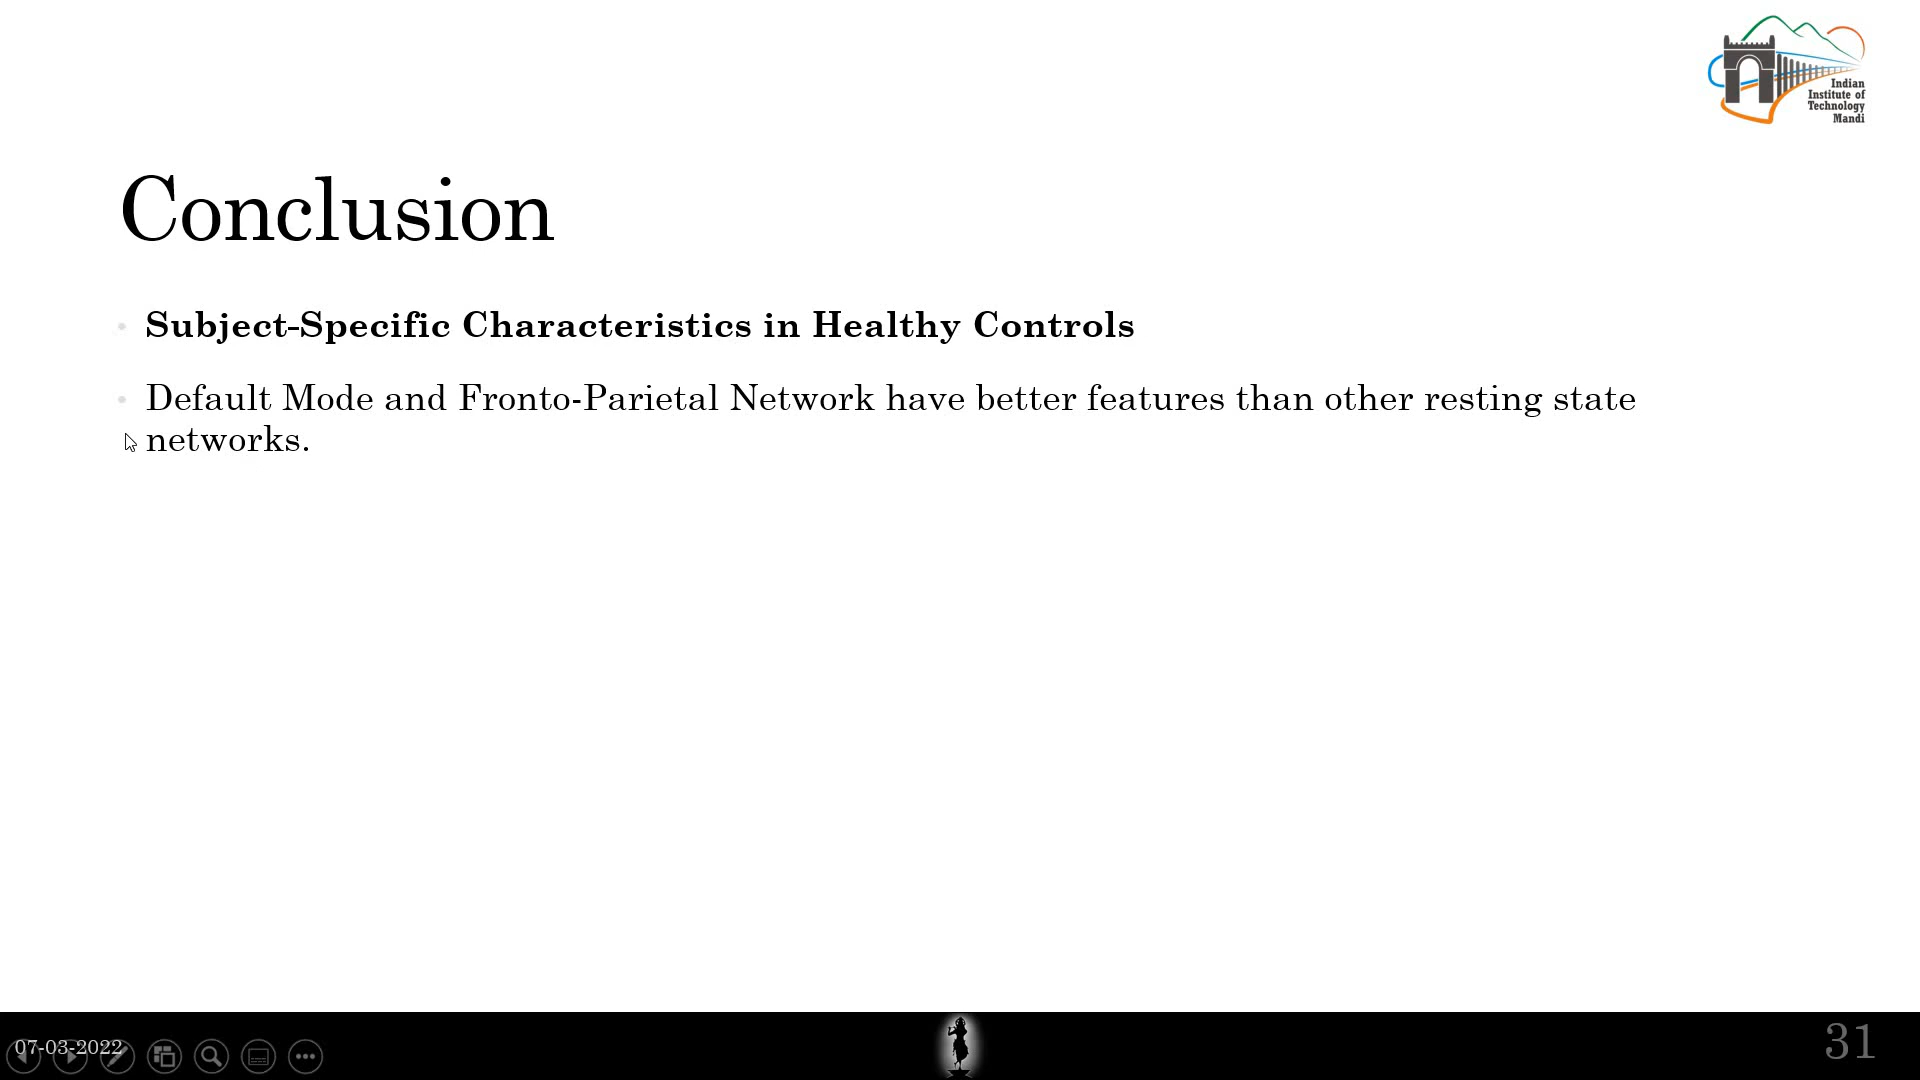 Indian
Institute of
Technology
Mandi
Conclusion
Subject-Specific Characteristics in Healthy Controls
Default Mode and Fronto-Parietal Network have better features than other resting state
networks.
07-03-2022
31